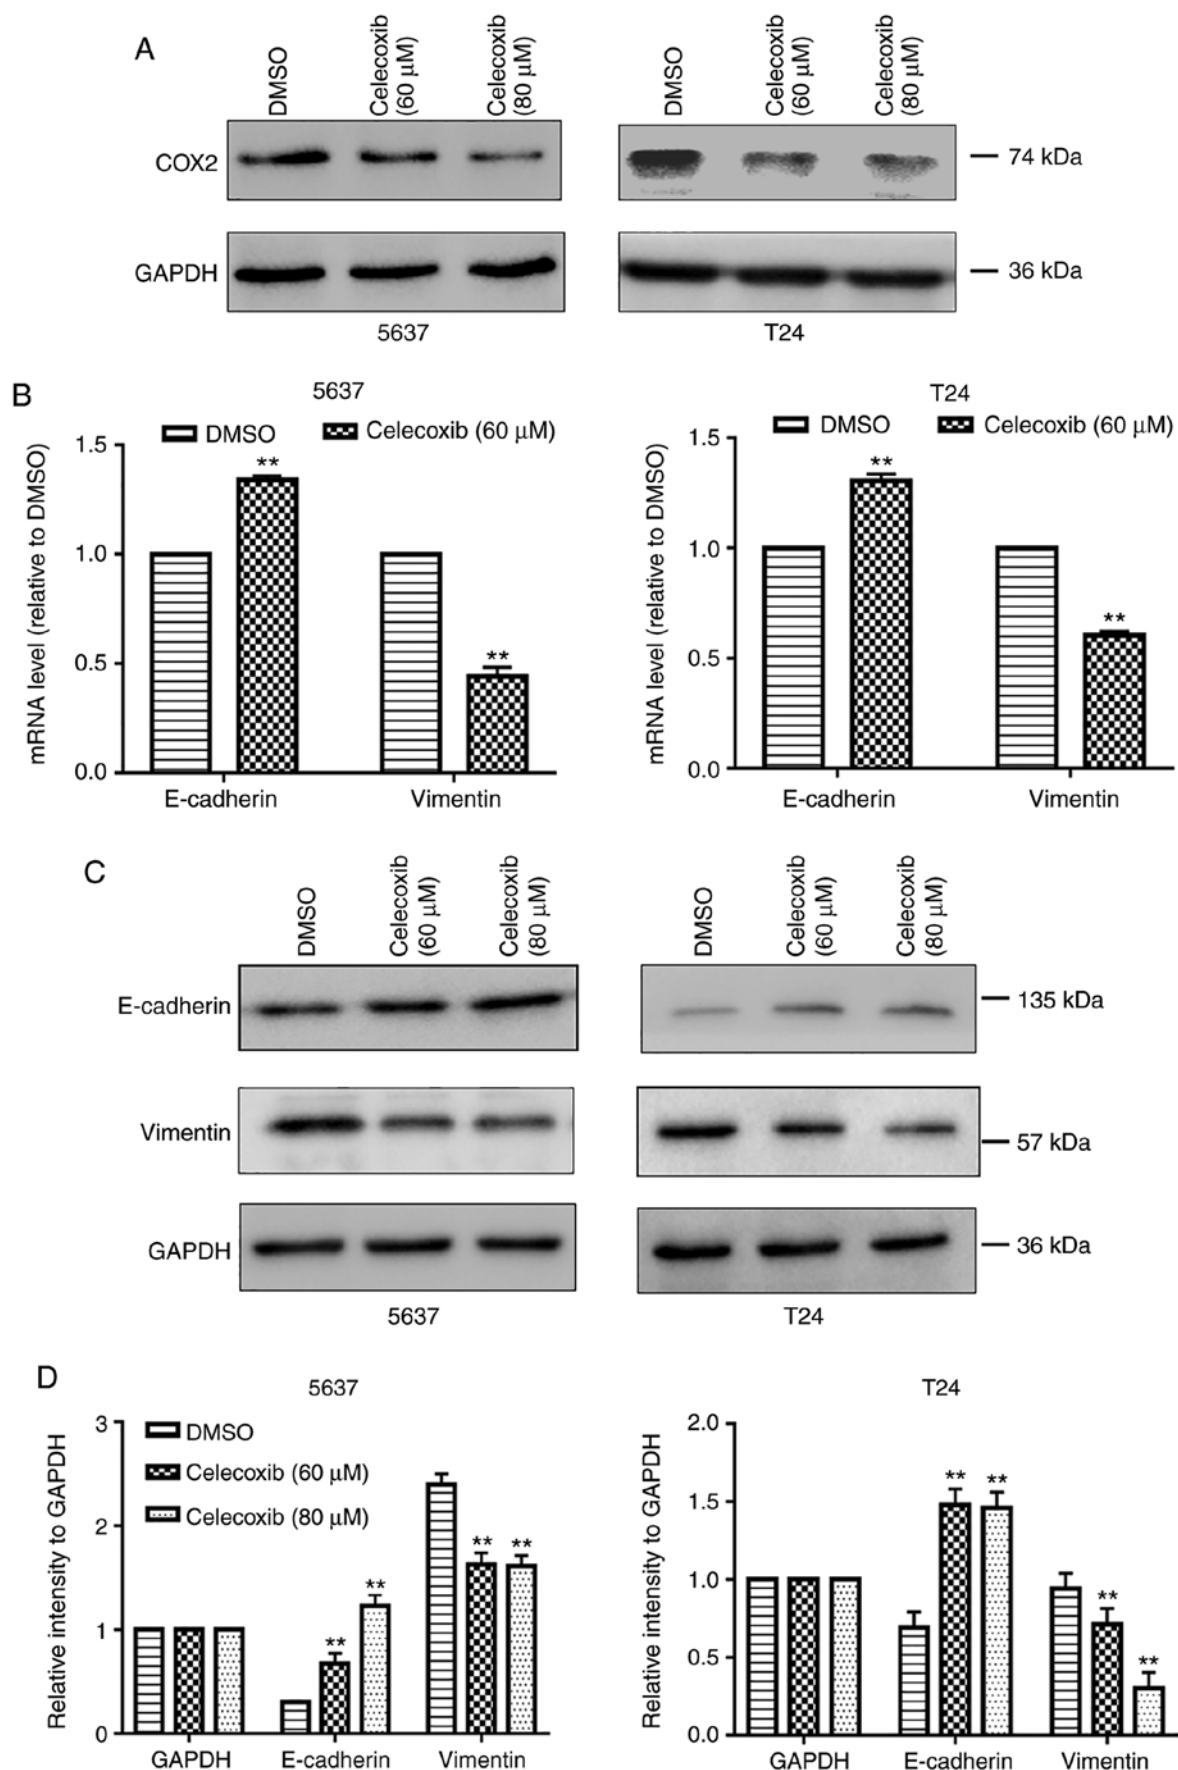 A
DMSO
Celecoxib
(60 μM)
Celecoxib
(80 μM)
DMSO
Celecoxib
(60 μM)
Celecoxib
(80 μM)
COX2
74 kDa
GAPDH
36 kDa
5637
T24
B
5637
DMSO
Celecoxib (60 μM)
mRNA level (relative to DMSO)
1.5
1.0
0.5
0.0
**
**
E-cadherin
Vimentin
T24
DMSO
Celecoxib (60 μM)
mRNA level (relative to DMSO)
1.5
1.0
0.5
0.0
**
**
E-cadherin
Vimentin
C
DMSO
Celecoxib
(60 μM)
Celecoxib
(80 μM)
DMSO
Celecoxib
(60 μM)
Celecoxib
(80 μM)
E-cadherin
135 kDa
Vimentin
57 kDa
GAPDH
36 kDa
5637
T24
D
5637
DMSO
Celecoxib (60 μM)
Celecoxib (80 μM)
Relative intensity to GAPDH
3
2
1
0
**
**
**
**
GAPDH
E-cadherin
Vimentin
T24
Relative intensity to GAPDH
2.0
1.5
1.0
0.5
0.0
**
**
**
**
GAPDH
E-cadherin
Vimentin